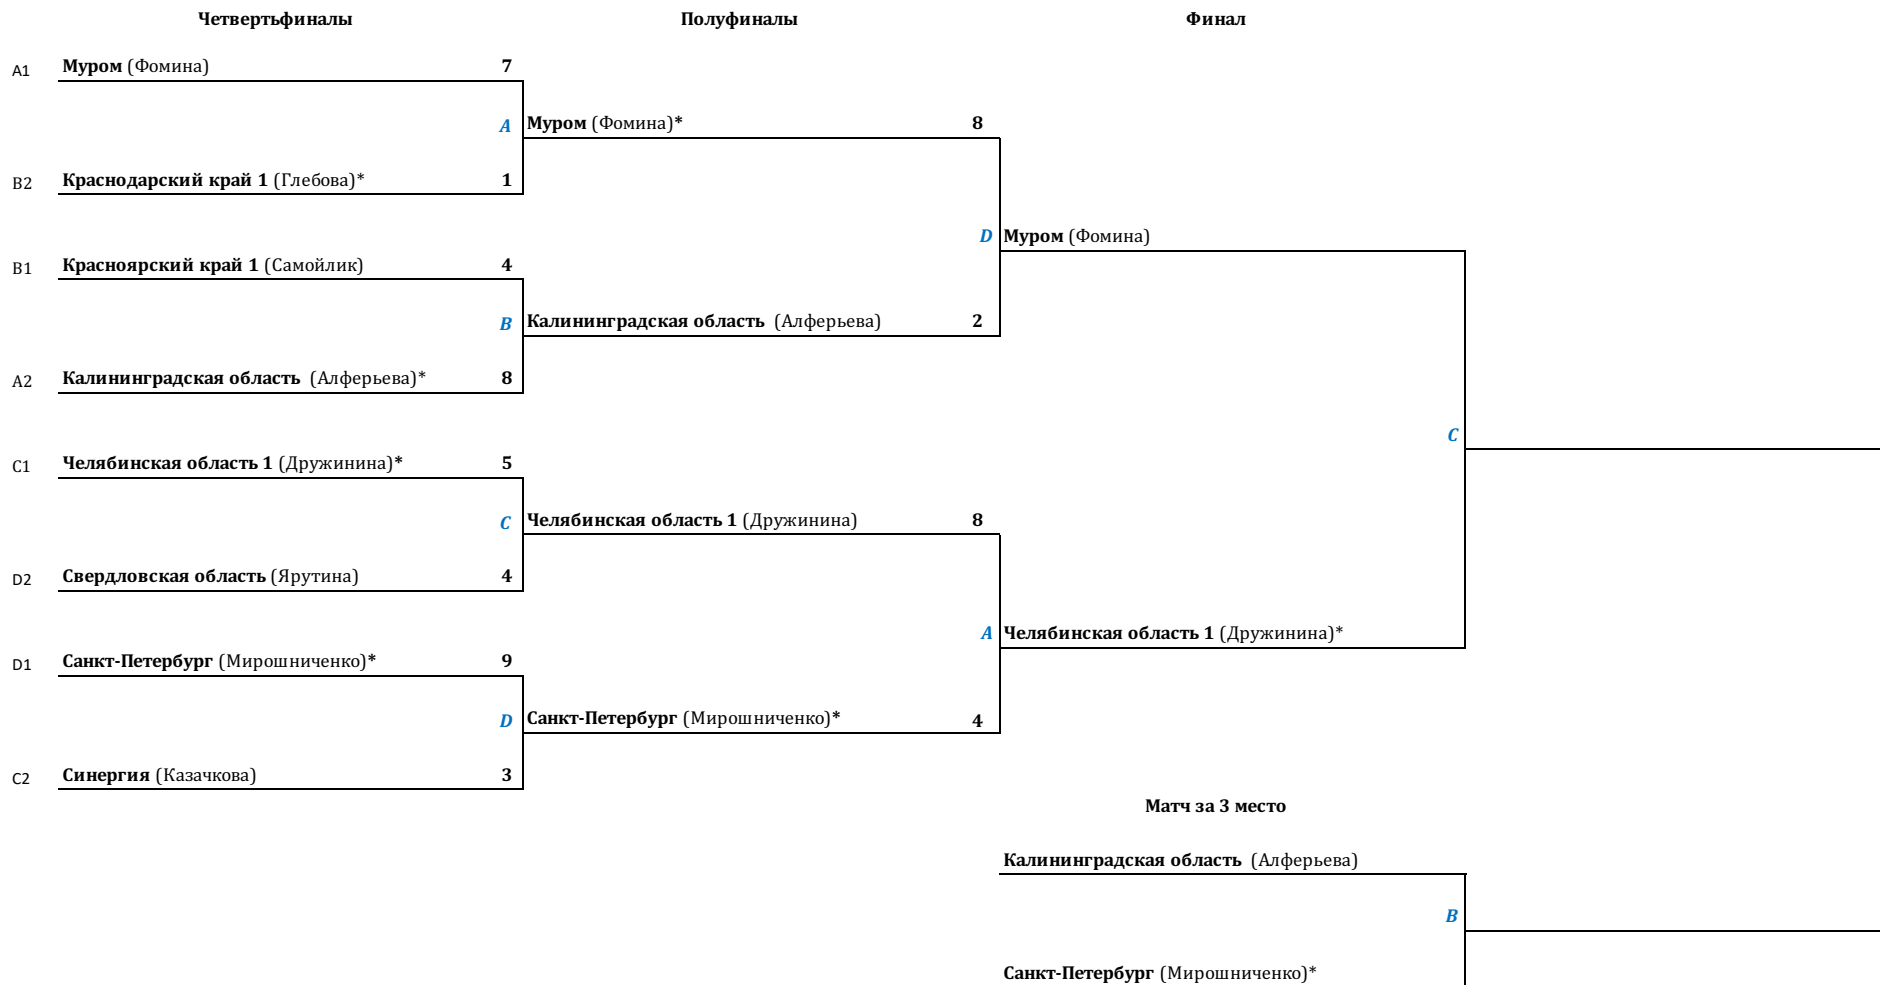 Четвертьфиналы Полуфиналы Финал
A1 Муром (Фомина) 7
A Муром (Фомина)* 8
B2 Краснодарский край 1 (Глебова)* 1
D Муром (Фомина)
B1 Красноярский край 1 (Самойлик) 4
B Калининградская область (Алферьева) 2
A2 Калининградская область (Алферьева)* 8
C
C1 Челябинская область 1 (Дружинина)* 5
C Челябинская область 1 (Дружинина) 8
D2 Свердловская область (Ярутина) 4
A Челябинская область 1 (Дружинина)*
D1 Санкт-Петербург (Мирошниченко)* 9
D Санкт-Петербург (Мирошниченко)* 4
C2 Синергия (Казачкова) 3
Матч за 3 место
Калининградская область (Алферьева)
B
Санкт-Петербург (Мирошниченко)*